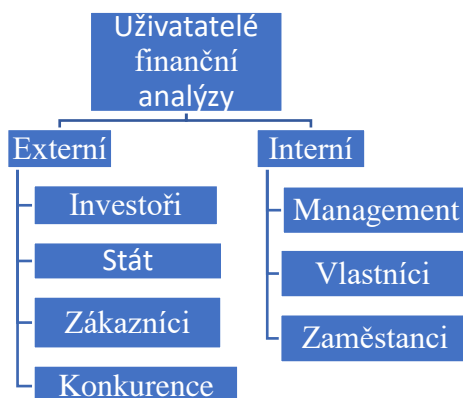 Uživatatelé
finanční
analýzy
Externí
Interní
Investoři
Management
Stát
Vlastníci
Zákazníci
Zaměstanci
Konkurence